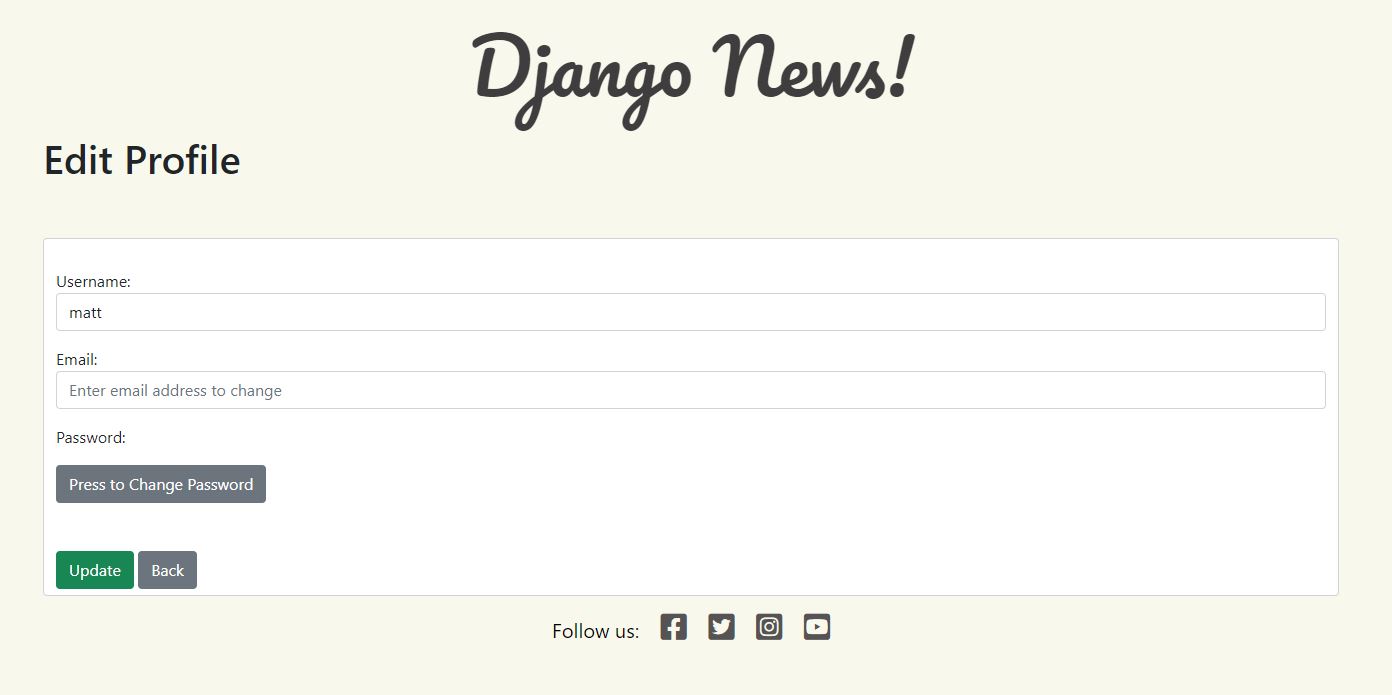 Django News!
Edit Profile
Username:
matt
Email:
Enter email address to change
Password:
Press to Change Password
Update Back
Follow us: